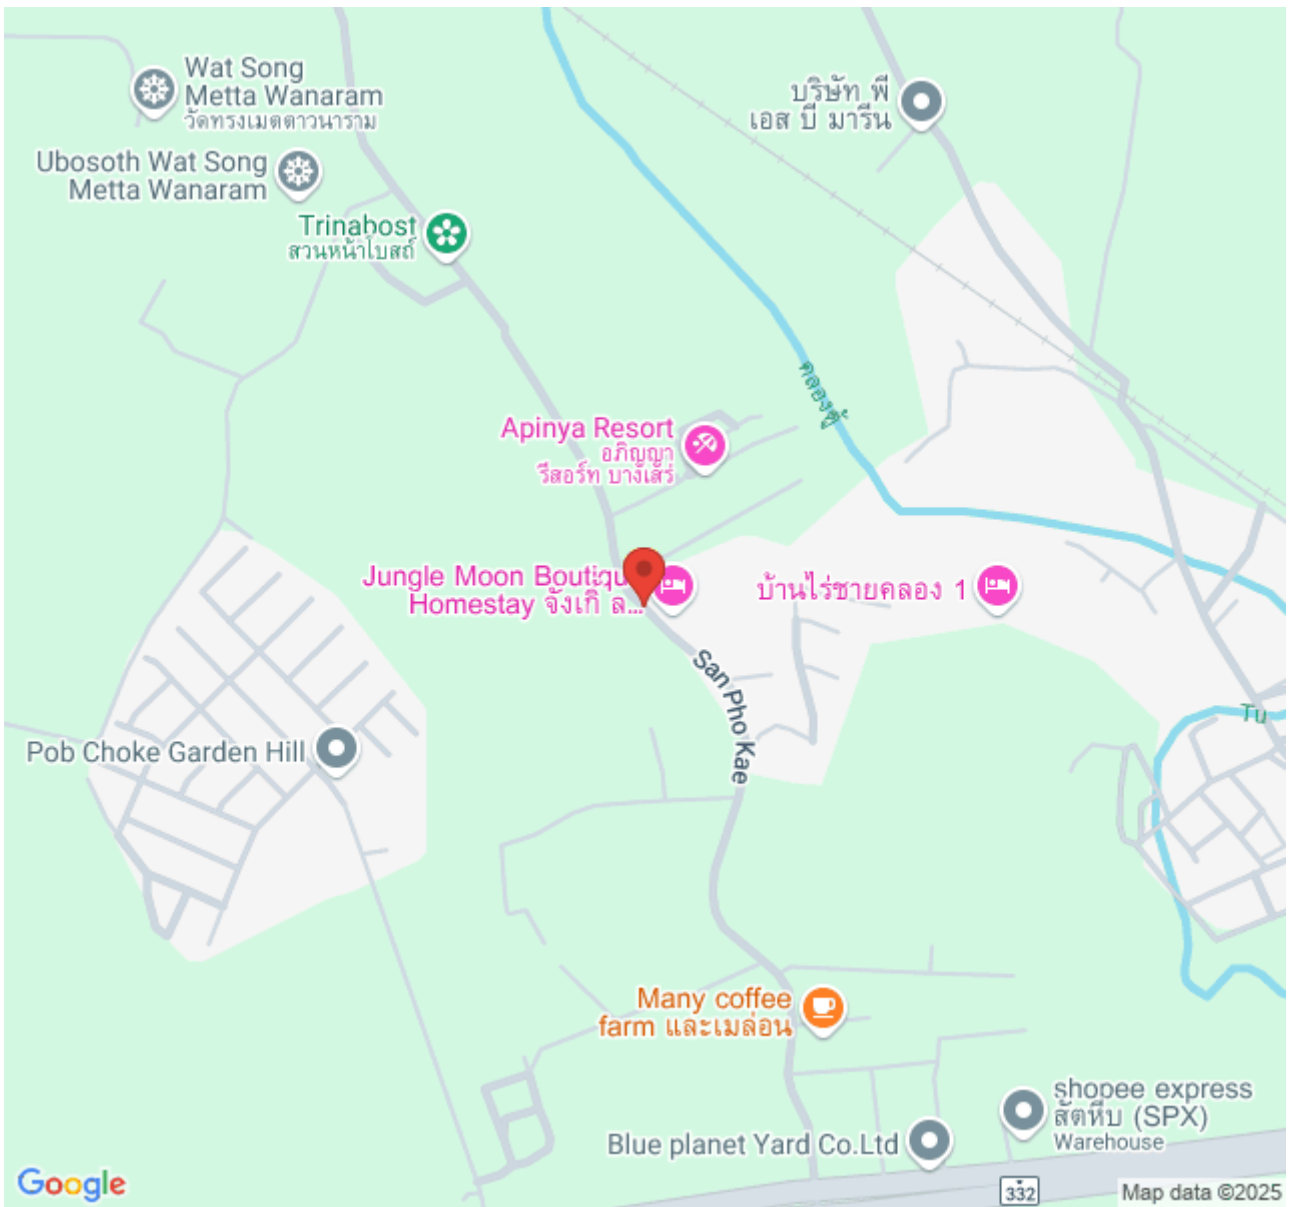 Wat Song
Metta Wanaram
วัดทรงเมตตาวนาราม
บริษัท พี
เอส บี มารีน
Ubosoth Wat Song
Metta Wanaram
Trinabost
สวนหน้าโบสถ์
Apinya Resort
อภิญญา
รีสอร์ท บางเสร่
Jungle Moon Boutiqu
Homestay จังเกิ้ ล...
บ้านไร่ชายคลอง 1
San Pho Kae
Tu
Pob Choke Garden Hill
Many coffee
farm และเมล่อน
shopee express
สัตหีบ (SPX)
Warehouse
Blue planet Yard Co.Ltd
332
Google
Map data ©2025